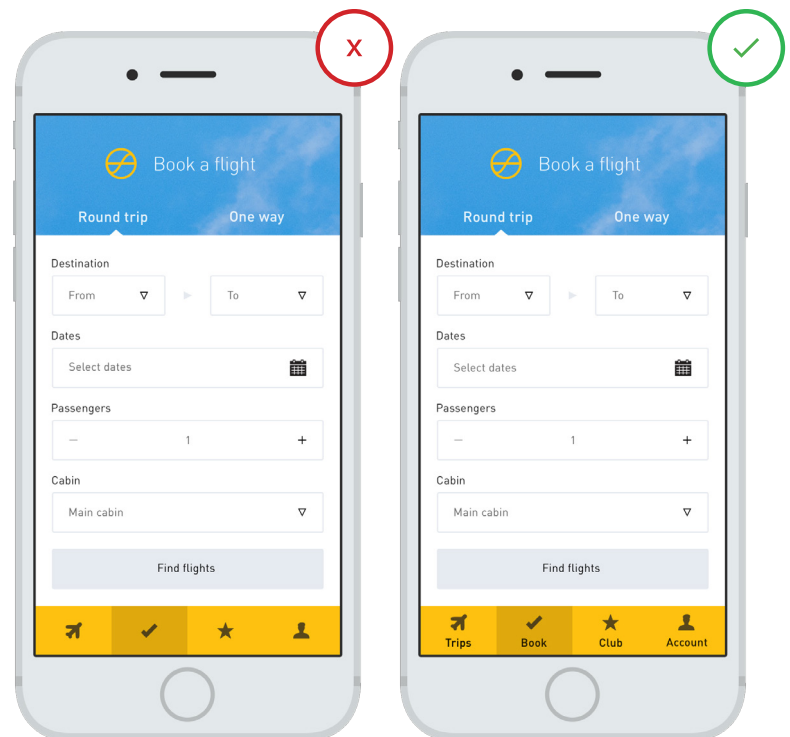 X
Book a flight
Round trip One way
Destination
From To
Dates
Select dates
Passengers
− 1 +
Cabin
Main cabin
Find flights
Book a flight
Round trip One way
Destination
From To
Dates
Select dates
Passengers
− 1 +
Cabin
Main cabin
Find flights
Trips Book Club Account